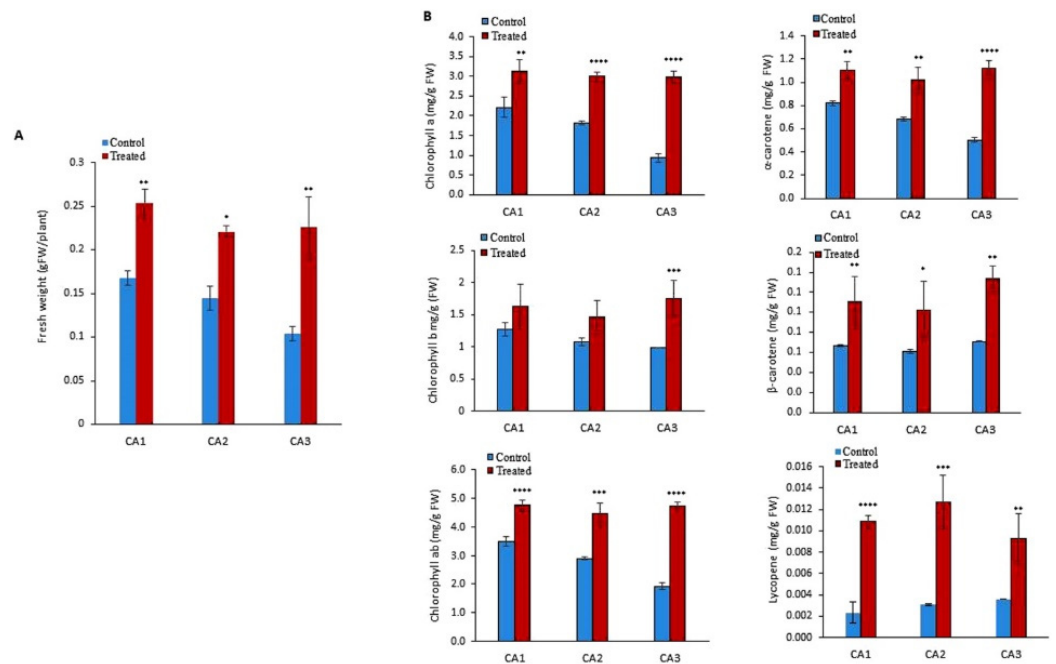 A
Control
Treated
Fresh weight (gFW/plant)
0.3
0.25
0.2
0.15
0.1
0.05
0
**
*
**
CA1
CA2
CA3
B
Control
Treated
Chlorophyll a (mg/g FW)
4.0
3.5
3.0
2.5
2.0
1.5
1.0
0.5
0.0
**
****
****
CA1
CA2
CA3
Control
Treated
α-carotene (mg/g FW)
1.4
1.2
1.0
0.8
0.6
0.4
0.2
0.0
**
**
****
CA1
CA2
CA3
Control
Treated
Chlorophyll b mg/g (FW)
2.5
2
1.5
1
0.5
0
***
CA1
CA2
CA3
Control
Treated
β-carotene (mg/g FW)
0.1
0.1
0.1
0.1
0.1
0.0
0.0
0.0
**
*
**
CA1
CA2
CA3
Control
Treated
Chlorophyll ab (mg/g FW)
6.0
5.0
4.0
3.0
2.0
1.0
0.0
****
***
****
CA1
CA2
CA3
Control
Treated
Lycopene (mg/g FW)
0.016
0.014
0.012
0.010
0.008
0.006
0.004
0.002
0.000
****
***
**
CA1
CA2
CA3